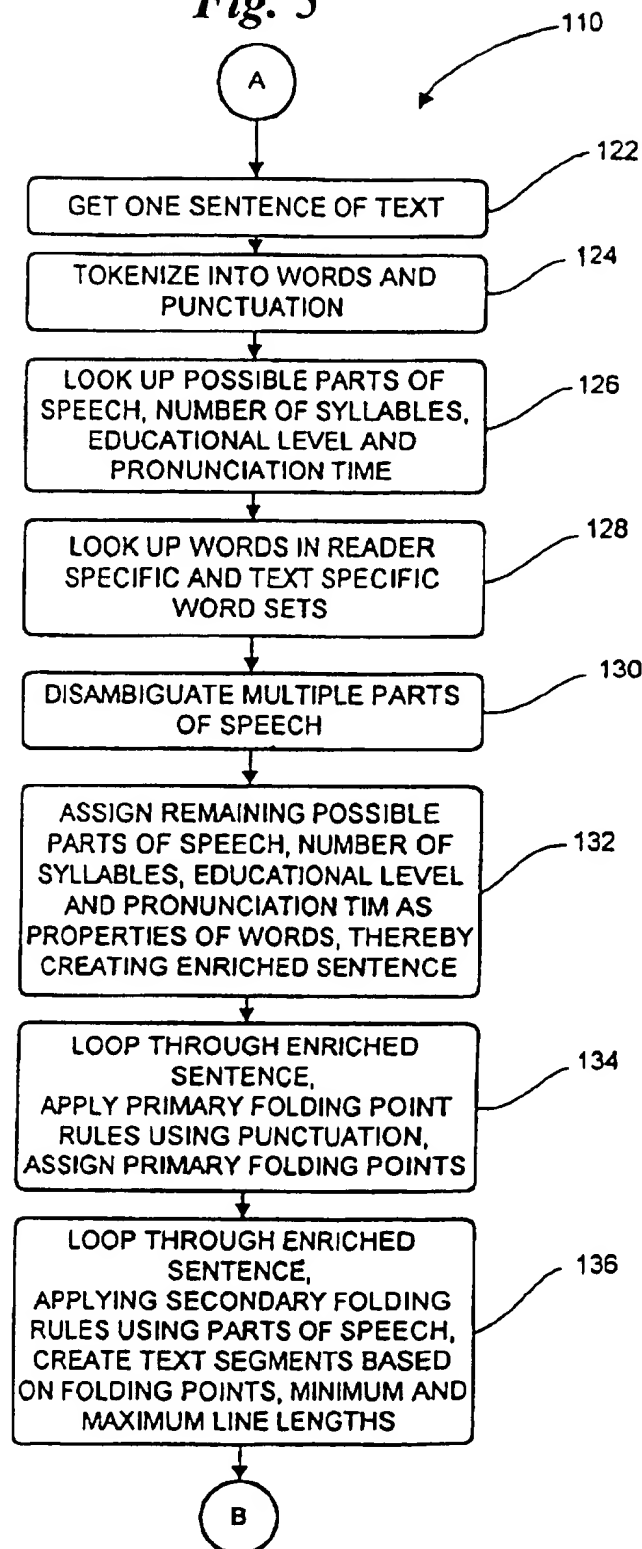 Fig. 5
110
A
122
GET ONE SENTENCE OF TEXT
124
TOKENIZE INTO WORDS AND
PUNCTUATION
126
LOOK UP POSSIBLE PARTS OF
SPEECH, NUMBER OF SYLLABLES,
EDUCATIONAL LEVEL AND
PRONUNCIATION TIME
128
LOOK UP WORDS IN READER
SPECIFIC AND TEXT SPECIFIC
WORD SETS
130
DISAMBIGUATE MULTIPLE PARTS
OF SPEECH
132
ASSIGN REMAINING POSSIBLE
PARTS OF SPEECH, NUMBER OF
SYLLABLES, EDUCATIONAL LEVEL
AND PRONUNCIATION TIM AS
PROPERTIES OF WORDS, THEREBY
CREATING ENRICHED SENTENCE
134
LOOP THROUGH ENRICHED
SENTENCE,
APPLY PRIMARY FOLDING POINT
RULES USING PUNCTUATION,
ASSIGN PRIMARY FOLDING POINTS
136
LOOP THROUGH ENRICHED
SENTENCE,
APPLYING SECONDARY FOLDING
RULES USING PARTS OF SPEECH,
CREATE TEXT SEGMENTS BASED
ON FOLDING POINTS, MINIMUM AND
MAXIMUM LINE LENGTHS
B